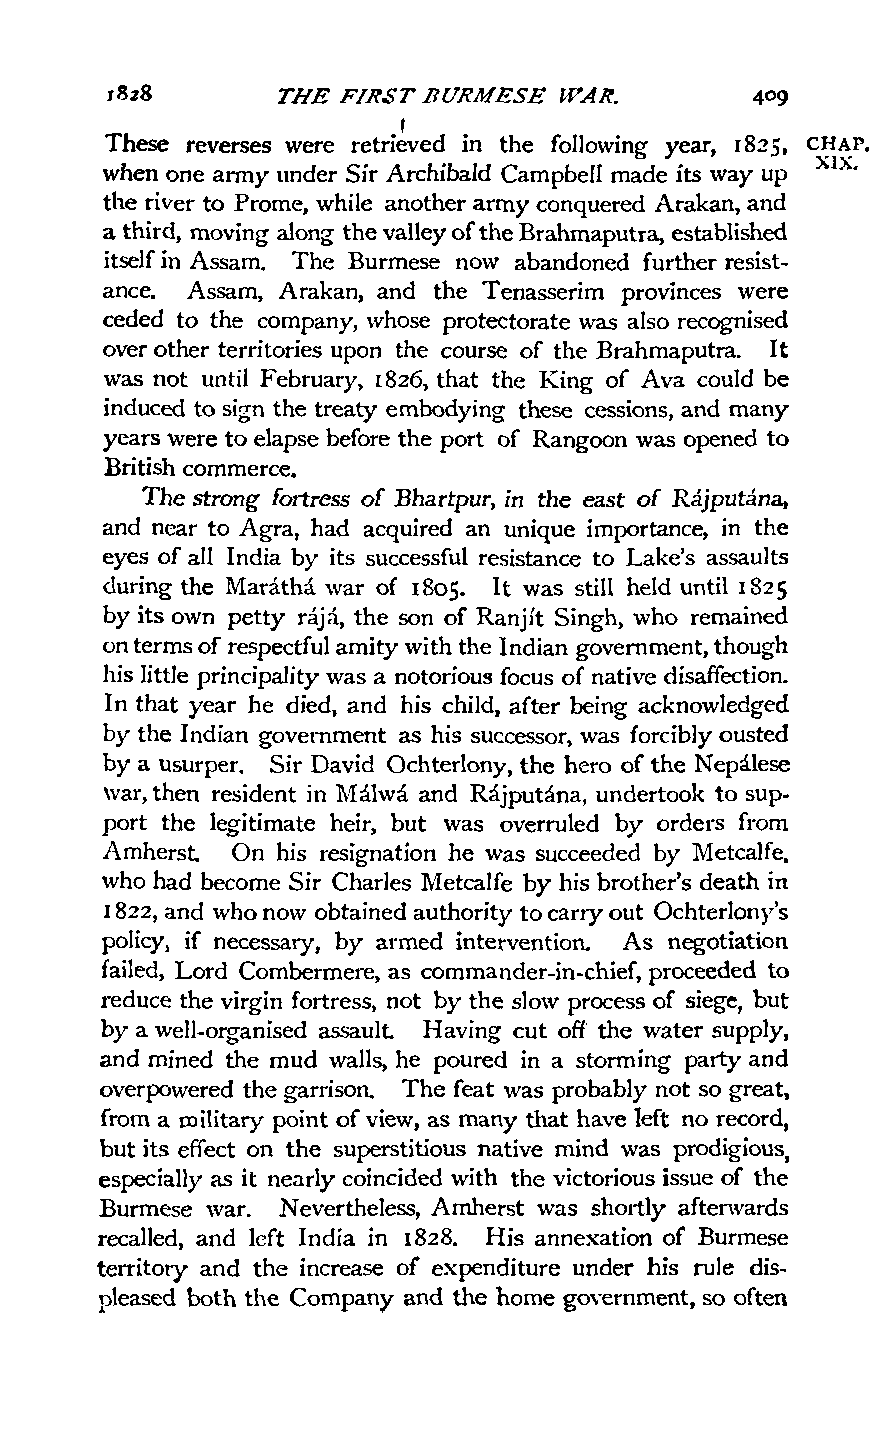 1828 THE FIRST BURMESE WAR. 409
These reverses were retrieved in the following year, 1825, CHAP.
when one army under Sir Archibald Campbell made its way up XIX.
the river to Prome, while another army conquered Arakan, and
a third, moving along the valley of the Brahmaputra, established
itself in Assam. The Burmese now abandoned further resist-
ance. Assam, Arakan, and the Tenasserim provinces were
ceded to the company, whose protectorate was also recognised
over other territories upon the course of the Brahmaputra. It
was not until February, 1826, that the King of Ava could be
induced to sign the treaty embodying these cessions, and many
years were to elapse before the port of Rangoon was opened to
British commerce.
The strong fortress of Bhartpur, in the east of Rájputána,
and near to Agra, had acquired an unique importance, in the
eyes of all India by its successful resistance to Lake's assaults
during the Maráthá war of 1805. It was still held until 1825
by its own petty rájá, the son of Ranjít Singh, who remained
on terms of respectful amity with the Indian government, though
his little principality was a notorious focus of native disaffection.
In that year he died, and his child, after being acknowledged
by the Indian government as his successor, was forcibly ousted
by a usurper. Sir David Ochterlony, the hero of the Nepálese
war, then resident in Málwá and Rájputána, undertook to sup-
port the legitimate heir, but was overruled by orders from
Amherst. On his resignation he was succeeded by Metcalfe,
who had become Sir Charles Metcalfe by his brother's death in
1822, and who now obtained authority to carry out Ochterlony's
policy, if necessary, by armed intervention. As negotiation
failed, Lord Combermere, as commander-in-chief, proceeded to
reduce the virgin fortress, not by the slow process of siege, but
by a well-organised assault. Having cut off the water supply,
and mined the mud walls, he poured in a storming party and
overpowered the garrison. The feat was probably not so great,
from a military point of view, as many that have left no record,
but its effect on the superstitious native mind was prodigious,
especially as it nearly coincided with the victorious issue of the
Burmese war. Nevertheless, Amherst was shortly afterwards
recalled, and left India in 1828. His annexation of Burmese
territory and the increase of expenditure under his rule dis-
pleased both the Company and the home government, so often